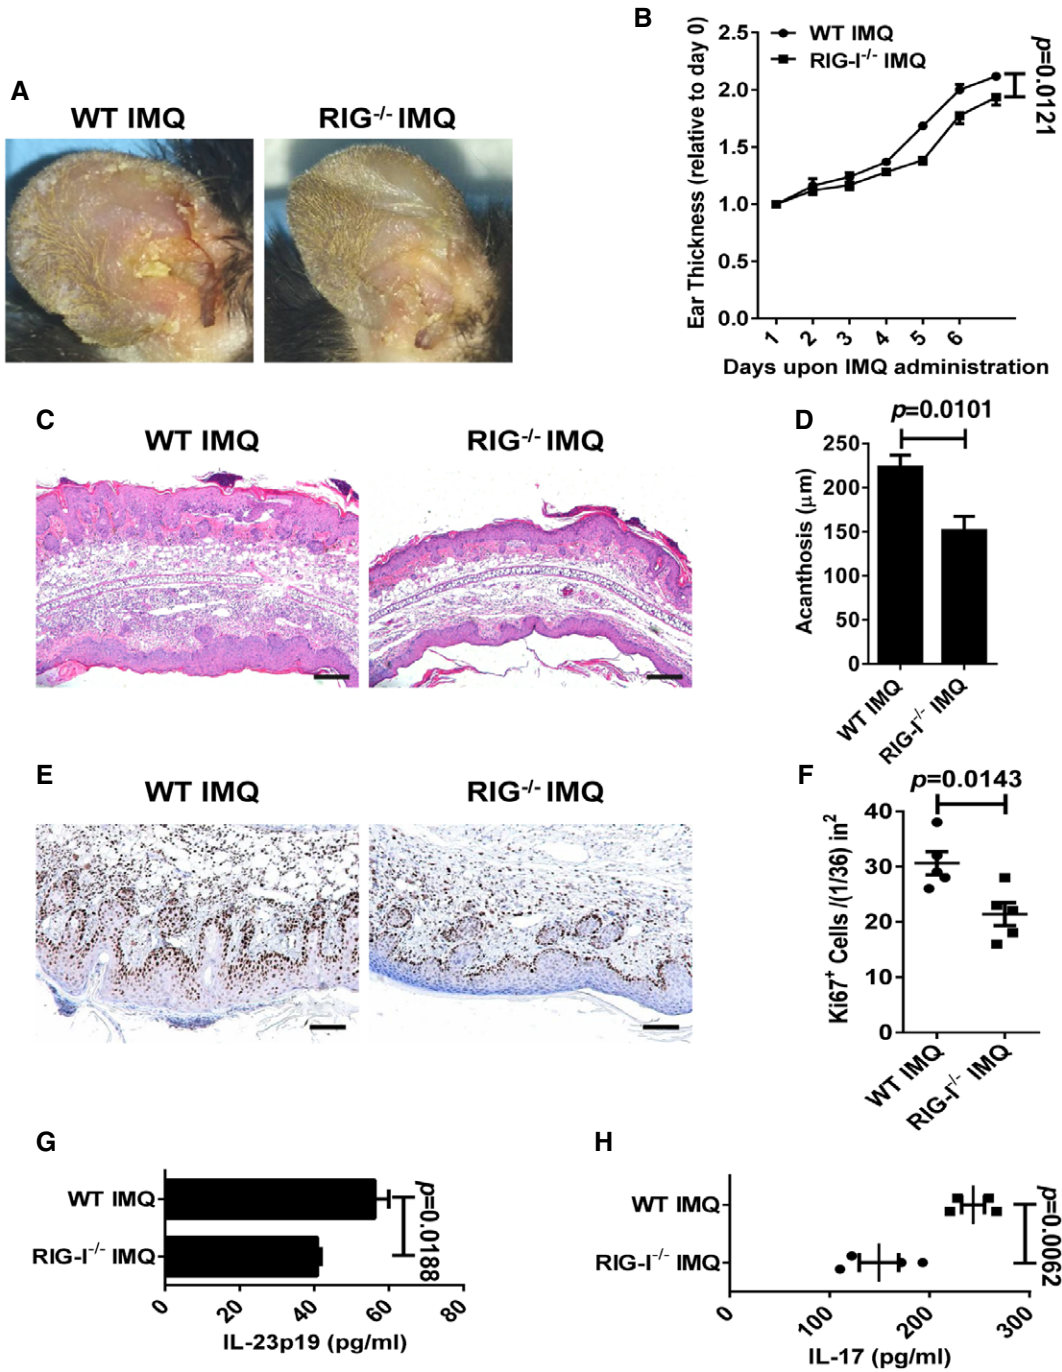 A
WT IMQ
RIG-/- IMQ
B
WT IMQ
RIG-I-/- IMQ
p=0.0121
Ear Thickness (relative to day 0)
2.5
2.0
1.5
1.0
0.5
0.0
1 2 3 4 5 6
Days upon IMQ administration
C
WT IMQ
RIG-/- IMQ
D
p=0.0101
Acanthosis (μm)
250
200
150
100
50
0
WT IMQ
RIG-I-/- IMQ
E
WT IMQ
RIG-/- IMQ
F
p=0.0143
Ki67+ Cells /(1/36) in2
40
30
20
10
0
WT IMQ
RIG-I-/- IMQ
G
WT IMQ
RIG-I-/- IMQ
p=0.0188
0 20 40 60 80
IL-23p19 (pg/ml)
H
WT IMQ
RIG-I-/- IMQ
p=0.0062
0 100 200 300
IL-17 (pg/ml)